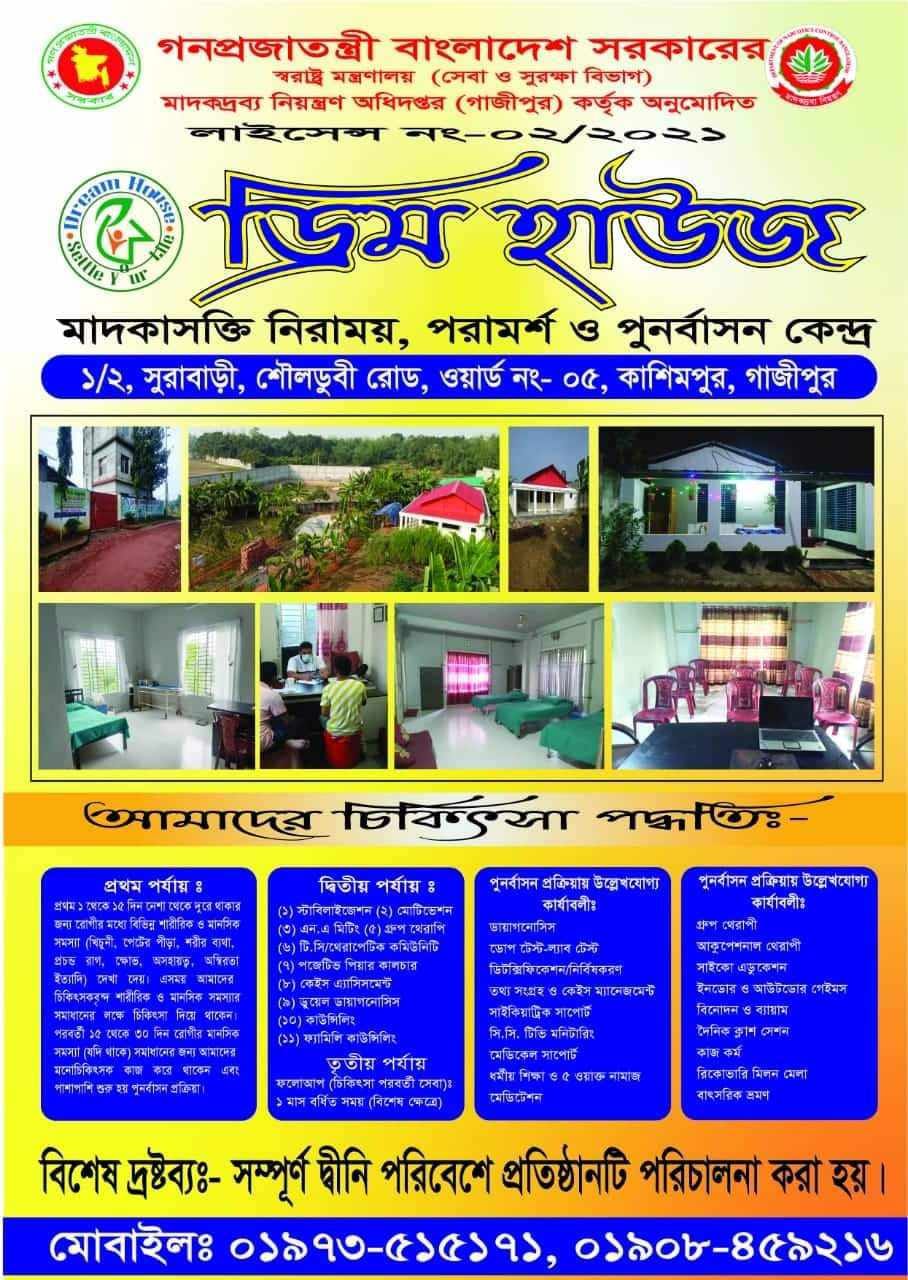 গনপ্রজাতন্ত্রী বাংলাদেশ সরকারের
স্বরাষ্ট্র মন্ত্রণালয় (সেবা ও সুরক্ষা বিভাগ)
মাদকদ্রব্য নিয়ন্ত্রণ অধিদপ্তর (গাজীপুর) কর্তৃক অনুমোদিত
লাইসেন্স নং-০২/২০২১
Dream House
Settle Your life
ড্রিম হাউজ
মাদকাসক্তি নিরাময়, পরামর্শ ও পুনর্বাসন কেন্দ্র
১/২, সুরাবাড়ী, শৌলডুবী রোড, ওয়ার্ড নং- ০৫, কাশিমপুর, গাজীপুর
আমাদের চিকিৎসা পদ্ধতিঃ-
প্রথম পর্যায় ঃ
প্রথম ১ থেকে ১৫ দিন নেশা থেকে দুরে থাকার
জন্য রোগীর মধ্যে বিভিন্ন শারীরিক ও মানসিক
সমস্যা (খিচুনী, পেটের পীড়া, শরীর ব্যথা,
প্রচন্ড রাগ, ক্ষোভ, অসহায়ত্ব, অস্থিরতা
ইত্যাদি) দেখা দেয়। এসময় আমাদের
চিকিৎসকবৃন্দ শারীরিক ও মানসিক সমস্যার
সমাধানের লক্ষে চিকিৎসা দিয়ে থাকেন।
পরবর্তী ১৫ থেকে ৩০ দিন রোগীর মানসিক
সমস্যা (যদি থাকে) সমাধানের জন্য আমাদের
মনোচিকিৎসক কাজ করে থাকেন এবং
পাশাপাশি শুরু হয় পুনর্বাসন প্রক্রিয়া।
দ্বিতীয় পর্যায় ঃ
(১) স্টাবিলাইজেশন (২) মোটিভেশন
(৩) এন.এ মিটিং (৫) গ্রুপ থেরাপি
(৬) টি.সি/থেরাপেটিক কমিউনিটি
(৭) পজেটিভ পিয়ার কালচার
(৮) কেইস এ্যাসিসমেন্ট
(৯) ডুয়েল ডায়াগনোসিস
(১০) কাউন্সিলিং
(১১) ফ্যামিলি কাউন্সিলিং
তৃতীয় পর্যায়
ফলোআপ (চিকিৎসা পরবর্তী সেবা)ঃ
১ মাস বর্ধিত সময় (বিশেষ ক্ষেত্রে)
পুনর্বাসন প্রক্রিয়ায় উল্লেখযোগ্য
কার্যাবলীঃ
ডায়াগনোসিস
ডোপ টেস্ট-ল্যাব টেস্ট
ডিটক্সিফিকেশন/নির্বিষকরণ
তথ্য সংগ্রহ ও কেইস ম্যানেজমেন্ট
সাইকিয়াট্রিক সাপোর্ট
সি.সি. টিভি মনিটারিং
মেডিকেল সাপোর্ট
ধর্মীয় শিক্ষা ও ৫ ওয়াক্ত নামাজ
মেডিটেশন
পুনর্বাসন প্রক্রিয়ায় উল্লেখযোগ্য
কার্যাবলীঃ
গ্রুপ থেরাপী
আকুপেশনাল থেরাপী
সাইকো এডুকেশন
ইনডোর ও আউটডোর গেইমস
বিনোদন ও ব্যায়াম
দৈনিক ক্লাশ সেশন
কাজ কর্ম
রিকোভারি মিলন মেলা
বাৎসরিক ভ্রমণ
বিশেষ দ্রষ্টব্যঃ- সম্পূর্ণ দ্বীনি পরিবেশে প্রতিষ্ঠানটি পরিচালনা করা হয়।
মোবাইলঃ ০১৯৭৩-৫১৫১৭১, ০১৯০৮-৪৫৯২১৬